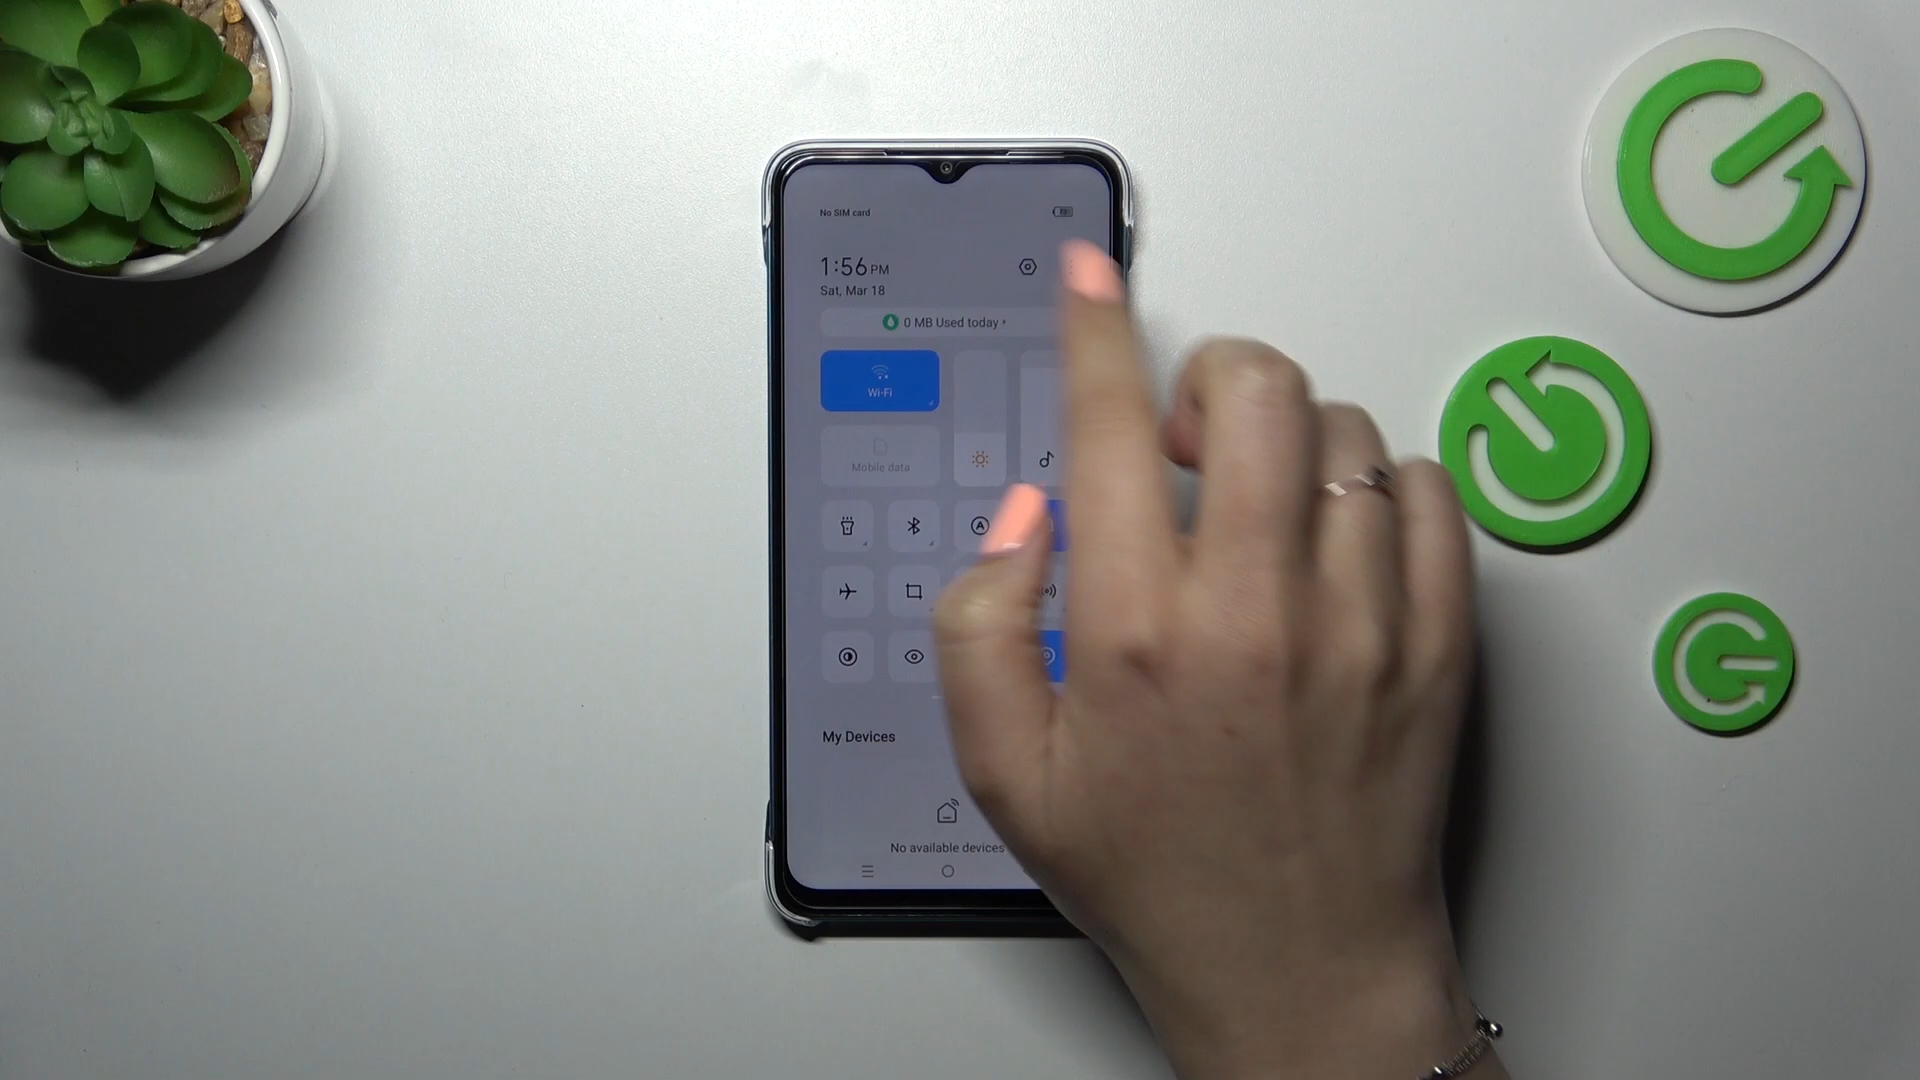 No SIM card
1:56 PM
Sat, Mar 18
0 MB Used today
Wi-Fi
Mobile data
A
My Devices
No available devices